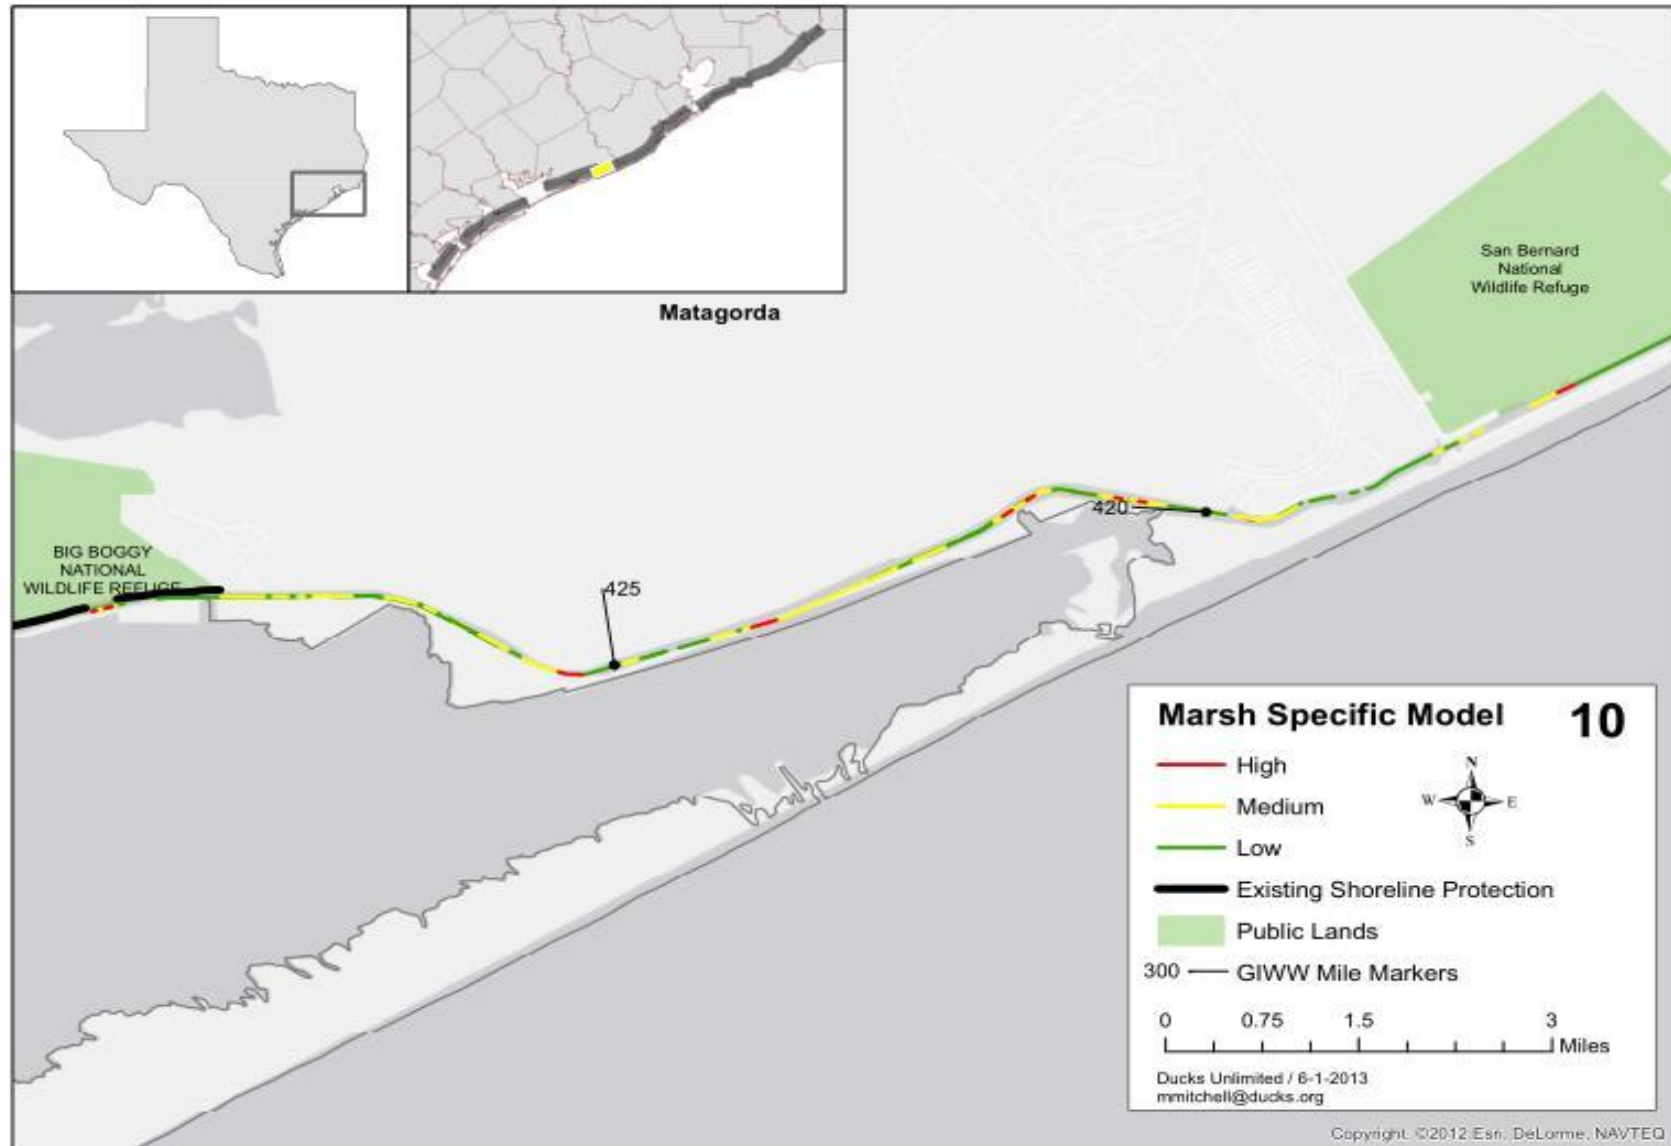 Matagorda
San Bernard
National
Wildlife Refuge
420
BIG BOGGY
NATIONAL
WILDLIFE REFUGE
425
Marsh Specific Model 10
High
Medium
Low
Existing Shoreline Protection
Public Lands
300 GIWW Mile Markers
N
W E
S
0 0.75 1.5 3
Miles
Ducks Unlimited / 6-1-2013
mmitchell@ducks.org
Copyright: ©2012 Esri, DeLorme, NAVTEQ